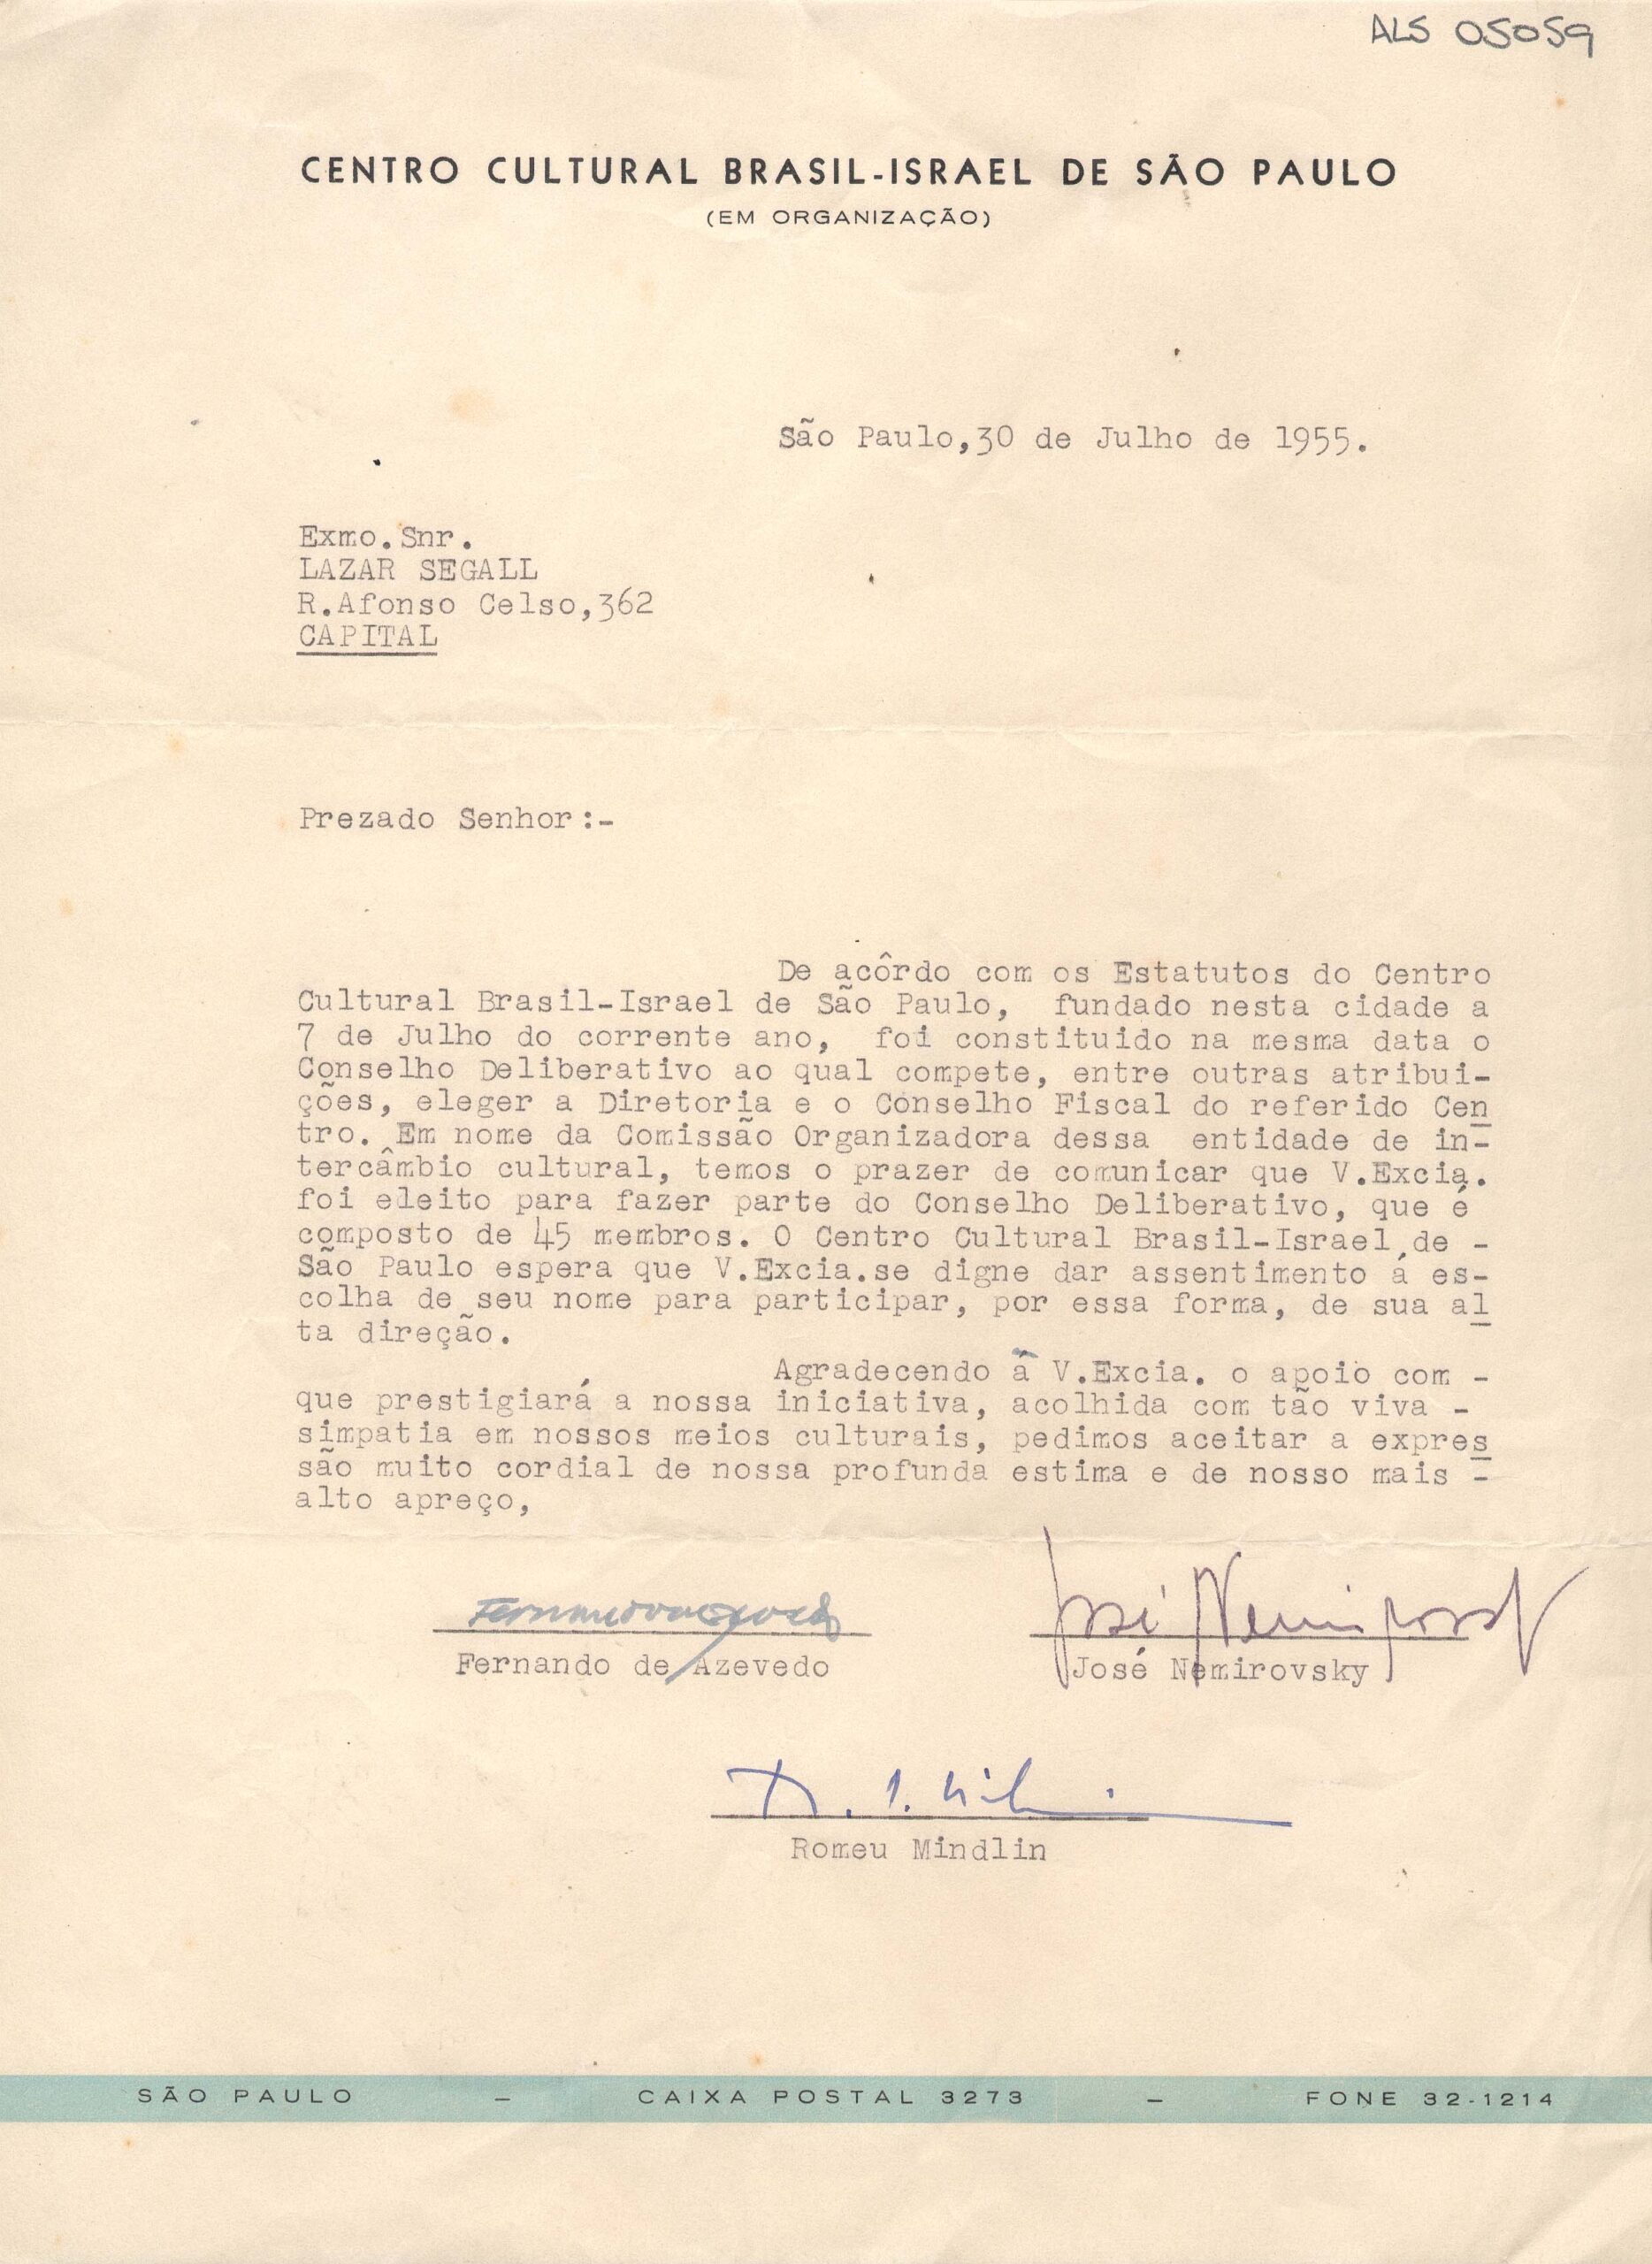 ALS 05059
CENTRO CULTURAL BRASIL-ISRAEL DE SÃO PAULO
(EM ORGANIZAÇÃO)
São Paulo,30 de Julho de 1955.
Exmo.Snr.
LAZAR SEGALL
R.Afonso Celso,362
CAPITAL
Prezado Senhor:-
De acôrdo com os Estatutos do Centro
Cultural Brasil-Israel de São Paulo, fundado nesta cidade a
7 de Julho do corrente ano, foi constituido na mesma data o
Conselho Deliberativo ao qual compete, entre outras atribui-
ções, eleger a Diretoria e o Conselho Fiscal do referido Cen
tro. Em nome da Comissão Organizadora dessa entidade de in-
tercâmbio cultural, temos o prazer de comunicar que V.Excia.
foi eleito para fazer parte do Conselho Deliberativo, que é
composto de 45 membros. O Centro Cultural Brasil-Israel de -
São Paulo espera que V.Excia.se digne dar assentimento á es-
colha de seu nome para participar, por essa forma, de sua al
ta direção.
Agradecendo â V.Excia. o apoio com -
que prestigiará a nossa iniciativa, acolhida com tão viva -
simpatia em nossos meios culturais, pedimos aceitar a expres
são muito cordial de nossa profunda estima e de nosso mais -
alto apreço,
José Nemirovsky
Fernando de Azevedo José Nemirovsky
Romeu Mindlin
SÃO PAULO – CAIXA POSTAL 3273 – FONE 32-1214